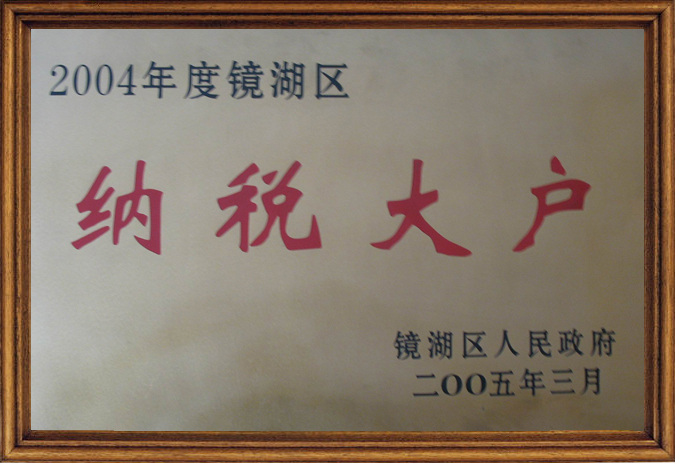 2004年度镜湖区
纳税大户
镜湖区人民政府
二OO五年三月